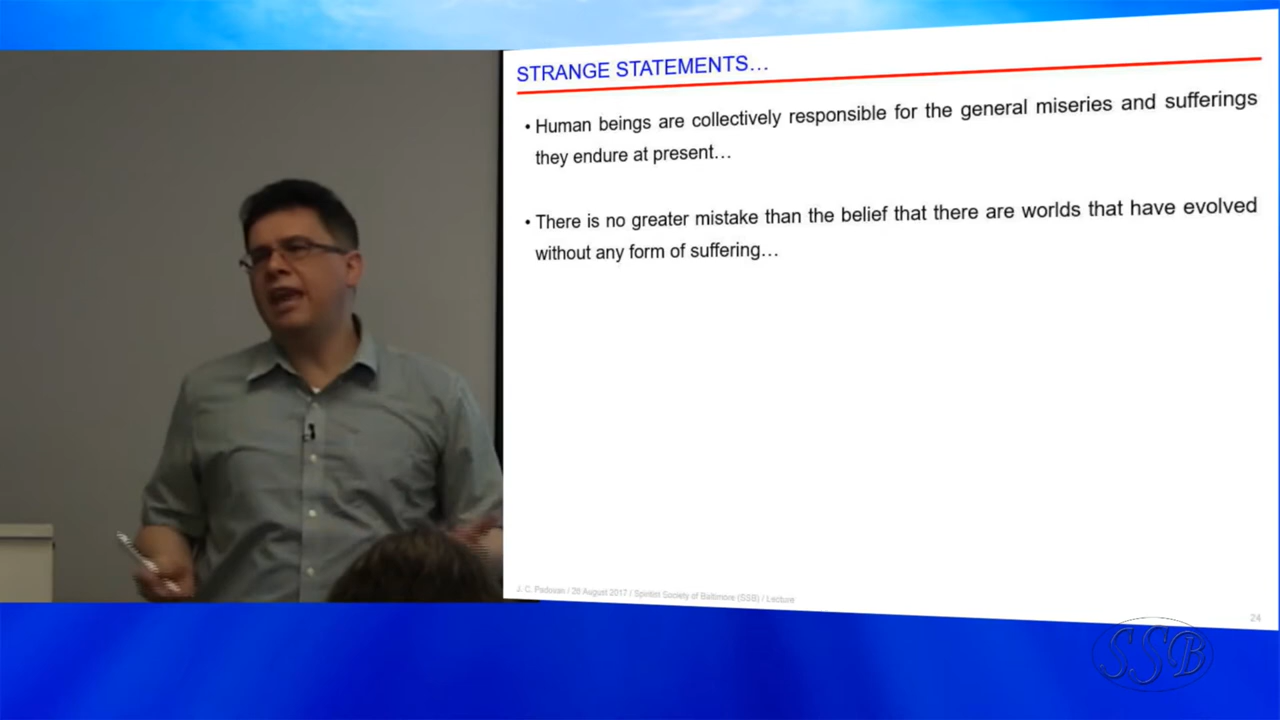 STRANGE STATEMENTS…
• Human beings are collectively responsible for the general miseries and sufferings
they endure at present…
• There is no greater mistake than the belief that there are worlds that have evolved
without any form of suffering…
J. C. Padovan / 28 August 2017 / Spiritist Society of Baltimore (SSB) / Lecture
24
SSB